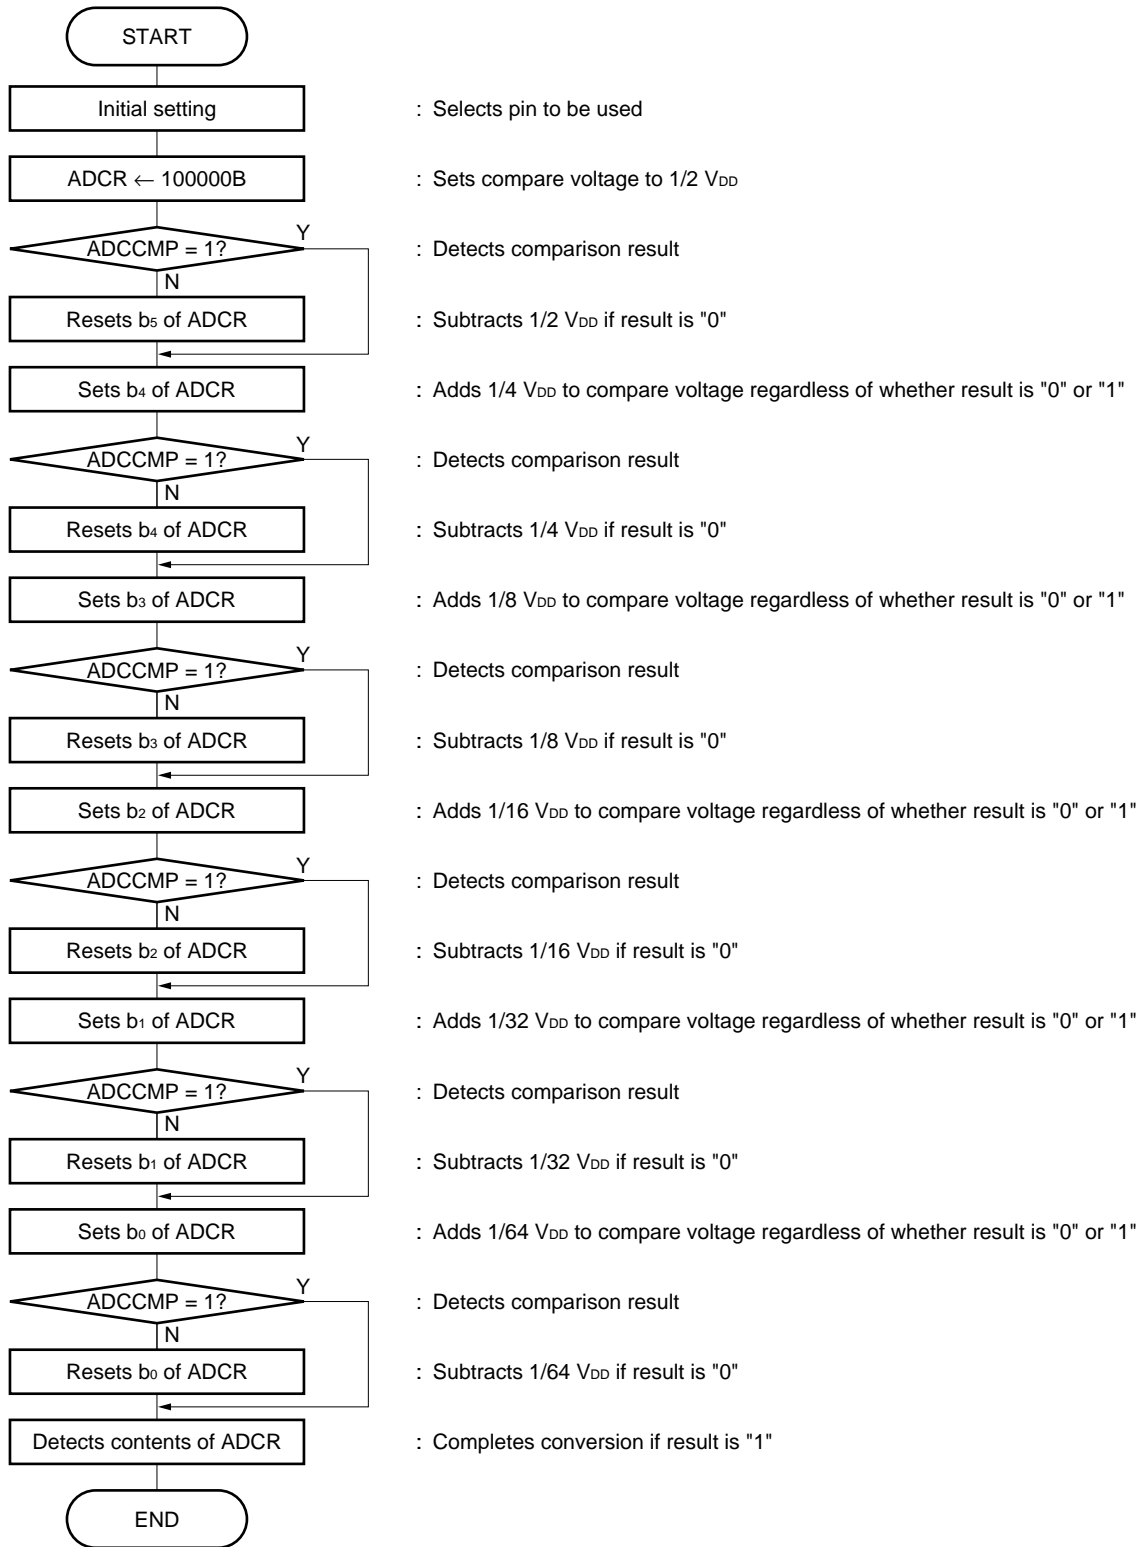 START
Initial setting : Selects pin to be used
ADCR ← 100000B : Sets compare voltage to 1/2 VDD
Y
ADCCMP = 1? : Detects comparison result
N
Resets b5 of ADCR : Subtracts 1/2 VDD if result is "0"
Sets b4 of ADCR : Adds 1/4 VDD to compare voltage regardless of whether result is "0" or "1"
Y
ADCCMP = 1? : Detects comparison result
N
Resets b4 of ADCR : Subtracts 1/4 VDD if result is "0"
Sets b3 of ADCR : Adds 1/8 VDD to compare voltage regardless of whether result is "0" or "1"
Y
ADCCMP = 1? : Detects comparison result
N
Resets b3 of ADCR : Subtracts 1/8 VDD if result is "0"
Sets b2 of ADCR : Adds 1/16 VDD to compare voltage regardless of whether result is "0" or "1"
Y
ADCCMP = 1? : Detects comparison result
N
Resets b2 of ADCR : Subtracts 1/16 VDD if result is "0"
Sets b1 of ADCR : Adds 1/32 VDD to compare voltage regardless of whether result is "0" or "1"
Y
ADCCMP = 1? : Detects comparison result
N
Resets b1 of ADCR : Subtracts 1/32 VDD if result is "0"
Sets b0 of ADCR : Adds 1/64 VDD to compare voltage regardless of whether result is "0" or "1"
Y
ADCCMP = 1? : Detects comparison result
N
Resets b0 of ADCR : Subtracts 1/64 VDD if result is "0"
Detects contents of ADCR : Completes conversion if result is "1"
END